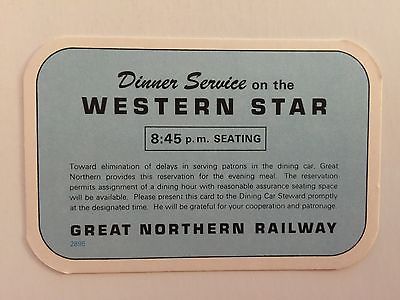 Dinner Service on the
WESTERN STAR
8:45 p.m. SEATING
Toward elimination of delays in serving patrons in the dining car, Great
Northern provides this reservation for the evening meal. The reservation
permits assignment of a dining hour with reasonable assurance seating space
will be available. Please present this card to the Dining Car Steward promptly
at the designated time. He will be grateful for your cooperation and patronage.
GREAT NORTHERN RAILWAY
2895